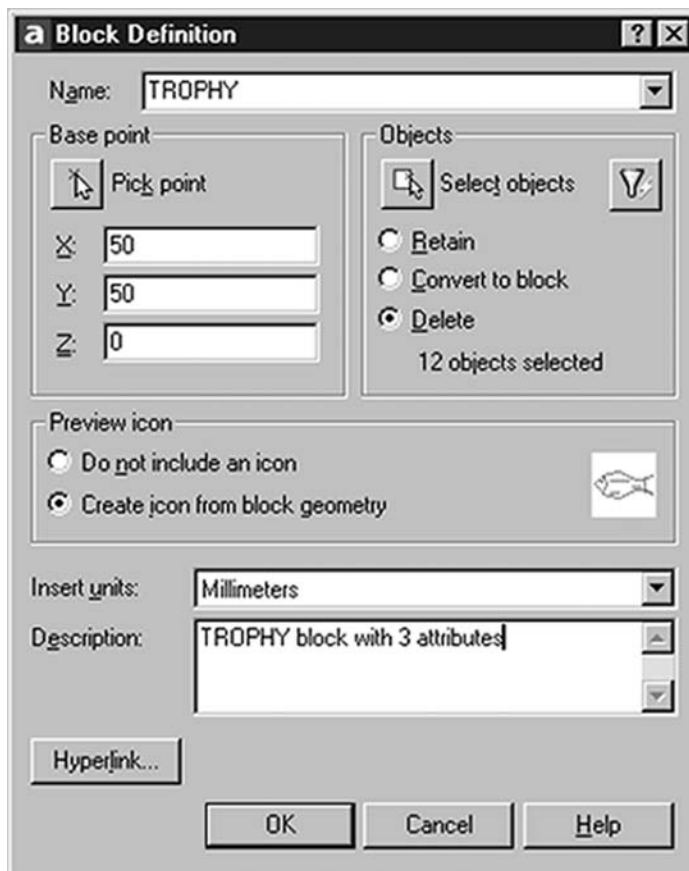 a Block Definition ? X
Name: TROPHY
Base point
Pick point
X: 50
Y: 50
Z: 0
Objects
Select objects
Retain
Convert to block
Delete
12 objects selected
Preview icon
Do not include an icon
Create icon from block geometry
Insert units: Millimeters
Description: TROPHY block with 3 attributes
Hyperlink...
OK Cancel Help